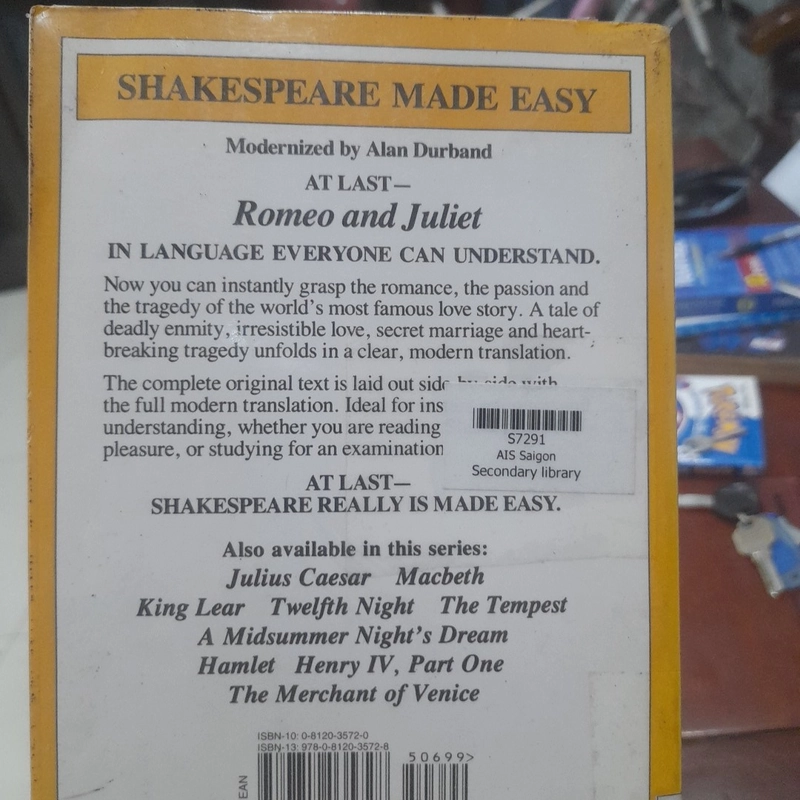 SHAKESPEARE MADE EASY
Modernized by Alan Durband
AT LAST—
Romeo and Juliet
IN LANGUAGE EVERYONE CAN UNDERSTAND.
Now you can instantly grasp the romance, the passion and
the tragedy of the world's most famous love story. A tale of
deadly enmity, irresistible love, secret marriage and heart-
breaking tragedy unfolds in a clear, modern translation.
The complete original text is laid out side by side with
the full modern translation. Ideal for ins
understanding, whether you are reading
pleasure, or studying for an examination
S7291
AIS Saigon
Secondary library
AT LAST—
SHAKESPEARE REALLY IS MADE EASY.
Also available in this series:
Julius Caesar Macbeth
King Lear Twelfth Night The Tempest
A Midsummer Night's Dream
Hamlet Henry IV, Part One
The Merchant of Venice
ISBN-10: 0-8120-3572-0
ISBN-13: 978-0-8120-3572-8
50699>
EAN